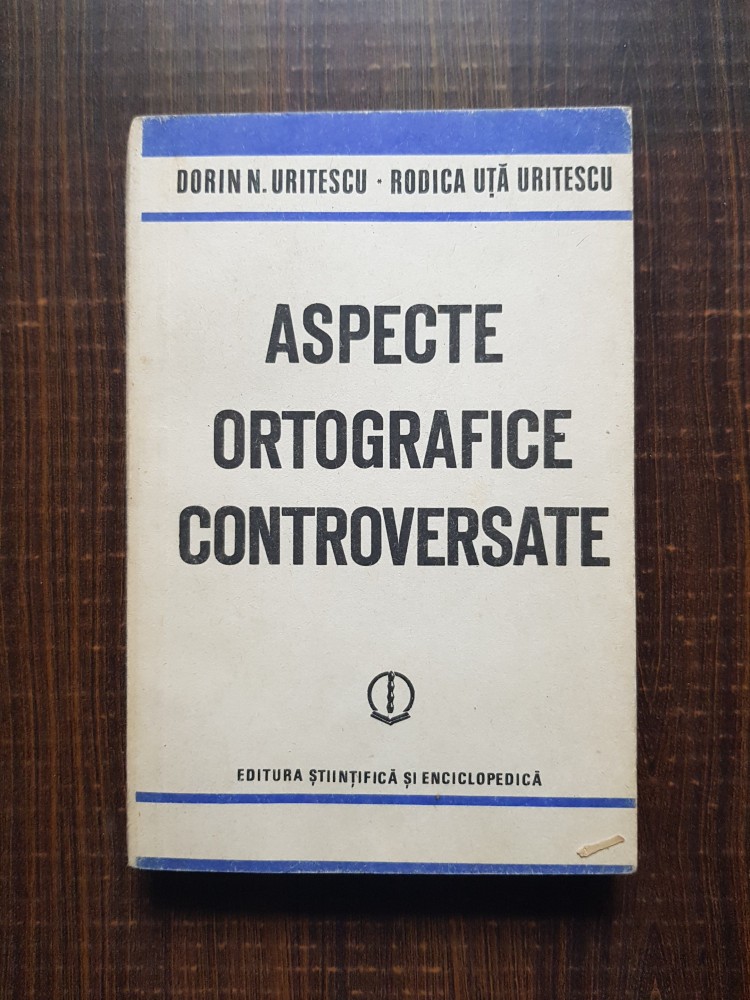 DORIN N. URITESCU · RODICA UȚĂ URITESCU
ASPECTE
ORTOGRAFICE
CONTROVERSATE
EDITURA ȘTIINȚIFICĂ ȘI ENCICLOPEDICĂ